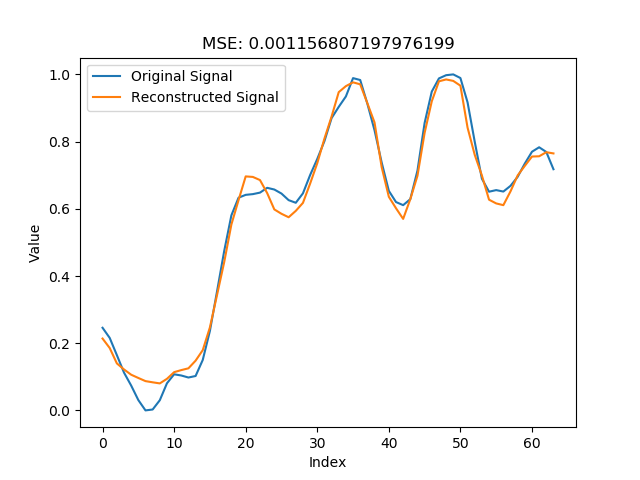 MSE: 0.001156807197976199
Original Signal
Reconstructed Signal
Value
1.0
0.8
0.6
0.4
0.2
0.0
0 10 20 30 40 50 60
Index